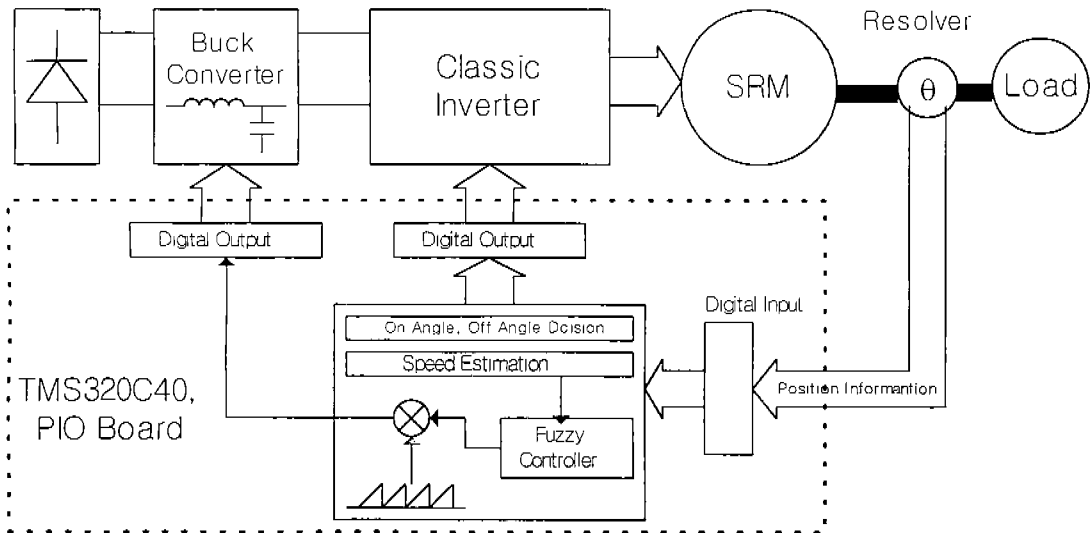 Resolver
Buck
Converter
Classic
Inverter
SRM
θ
Load
Digital Output
Digital Output
Digital Input
On Angle, Off Angle Dcision
Speed Estimation
Position Informantion
TMS320C40,
PIO Board
Fuzzy
Controller